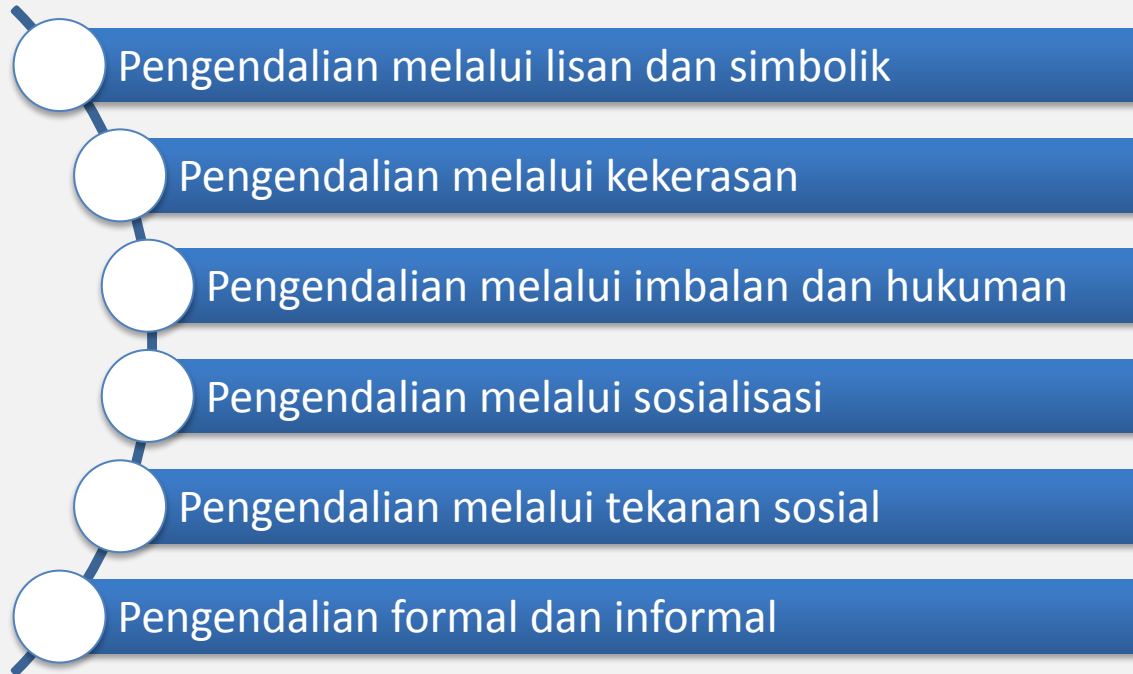 Pengendalian melalui lisan dan simbolik
Pengendalian melalui kekerasan
Pengendalian melalui imbalan dan hukuman
Pengendalian melalui sosialisasi
Pengendalian melalui tekanan sosial
Pengendalian formal dan informal